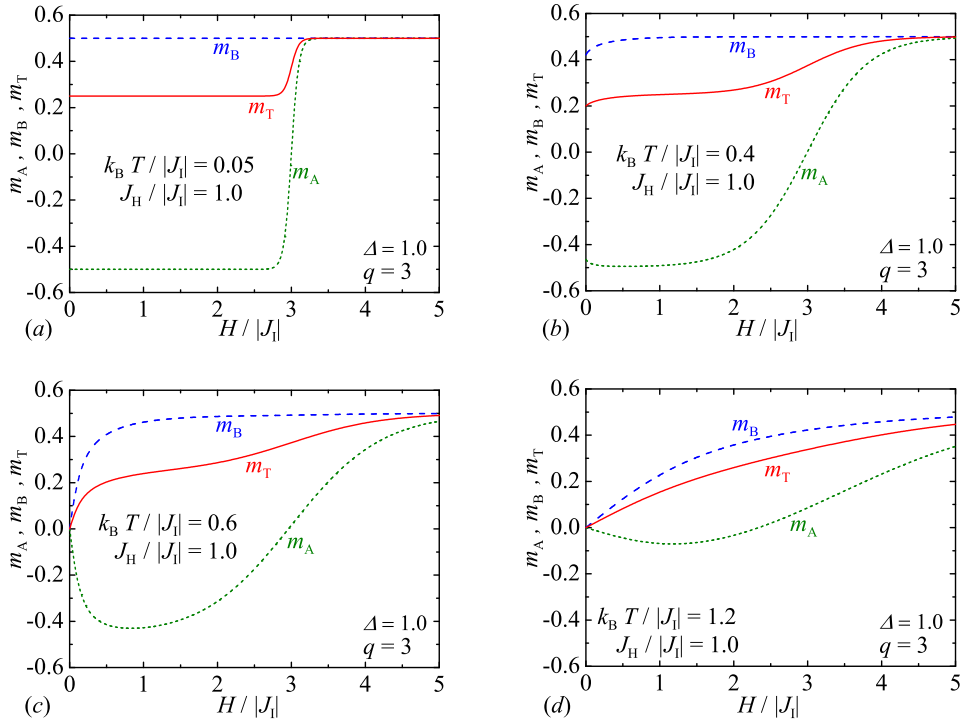 0.6
0.4
0.2
0.0
-0.2
-0.4
-0.6
m_A , m_B , m_T
m_B
m_T
m_A
k_B T / |J_I| = 0.05
J_H / |J_I| = 1.0
Δ = 1.0
q = 3
0 1 2 3 4 5
(a)
H / |J_I|
0.6
0.4
0.2
0.0
-0.2
-0.4
-0.6
m_A , m_B , m_T
m_B
m_T
m_A
k_B T / |J_I| = 0.4
J_H / |J_I| = 1.0
Δ = 1.0
q = 3
0 1 2 3 4 5
(b)
H / |J_I|
0.6
0.4
0.2
0.0
-0.2
-0.4
-0.6
m_A , m_B , m_T
m_B
m_T
m_A
k_B T / |J_I| = 0.6
J_H / |J_I| = 1.0
Δ = 1.0
q = 3
0 1 2 3 4 5
(c)
H / |J_I|
0.6
0.4
0.2
0.0
-0.2
-0.4
-0.6
m_A , m_B , m_T
m_B
m_T
m_A
k_B T / |J_I| = 1.2
J_H / |J_I| = 1.0
Δ = 1.0
q = 3
0 1 2 3 4 5
(d)
H / |J_I|